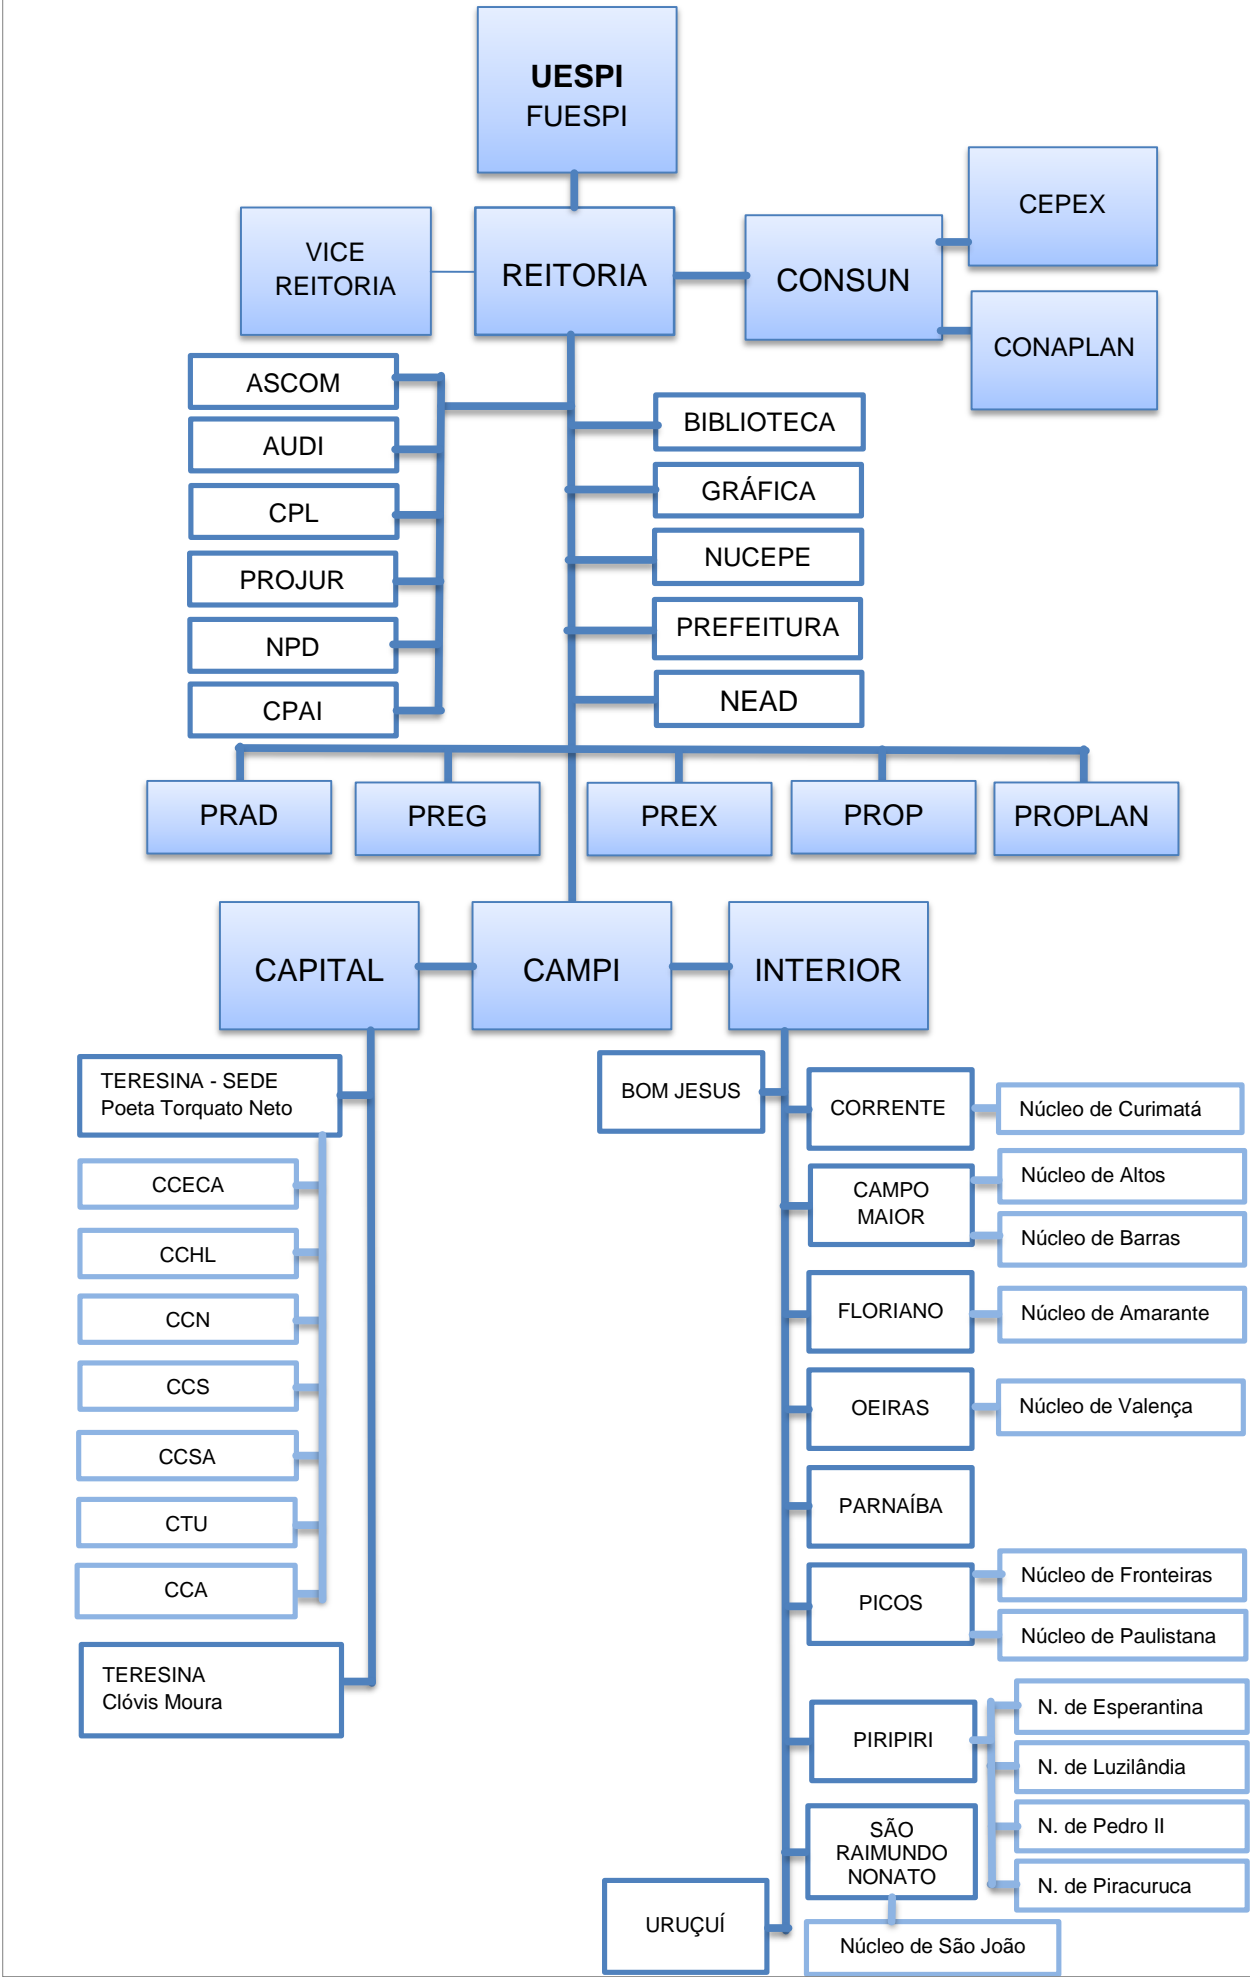 UESPI
FUESPI
CEPEX
VICE
REITORIA
REITORIA
CONSUN
CONAPLAN
ASCOM
AUDI
CPL
PROJUR
NPD
CPAI
BIBLIOTECA
GRÁFICA
NUCEPE
PREFEITURA
NEAD
PRAD
PREG
PREX
PROP
PROPLAN
CAPITAL
CAMPI
INTERIOR
TERESINA - SEDE
Poeta Torquato Neto
CCECA
CCHL
CCN
CCS
CCSA
CTU
CCA
TERESINA
Clóvis Moura
BOM JESUS
CORRENTE
Núcleo de Curimatá
CAMPO
MAIOR
Núcleo de Altos
Núcleo de Barras
FLORIANO
Núcleo de Amarante
OEIRAS
Núcleo de Valença
PARNAÍBA
PICOS
Núcleo de Fronteiras
Núcleo de Paulistana
PIRIPIRI
N. de Esperantina
N. de Luzilândia
N. de Pedro II
N. de Piracuruca
SÃO
RAIMUNDO
NONATO
Núcleo de São João
URUÇUÍ